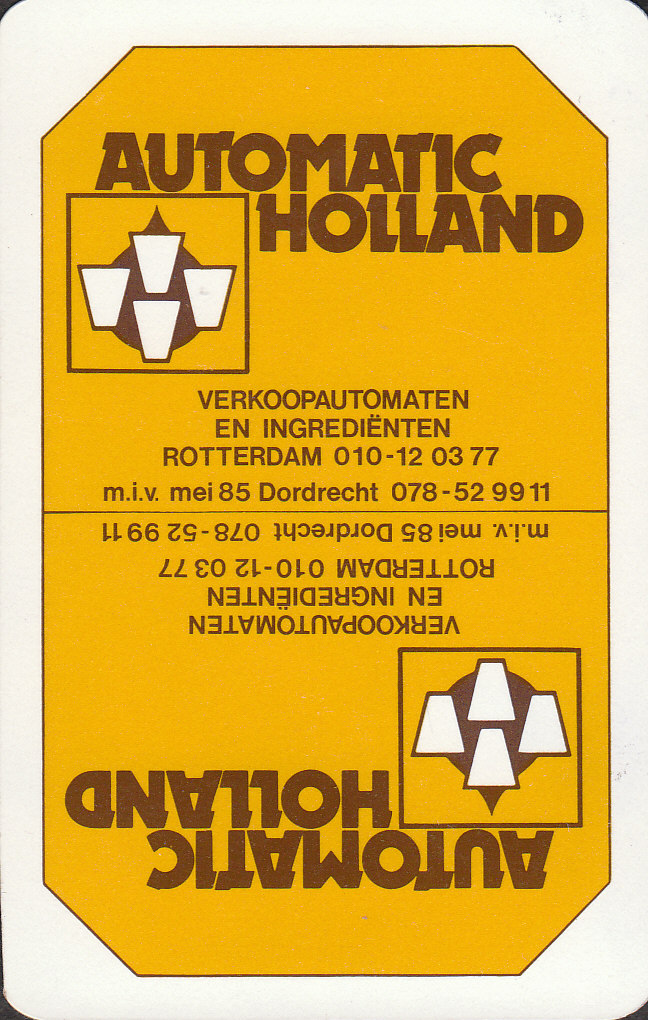 AUTOMATIC
HOLLAND
VERKOOPAUTOMATEN
EN INGREDIËNTEN
ROTTERDAM 010-12 03 77
m.i.v. mei 85 Dordrecht 078-52 99 11
AUTOMATIC
HOLLAND
VERKOOPAUTOMATEN
EN INGREDIËNTEN
ROTTERDAM 010-12 03 77
m.i.v. mei 85 Dordrecht 078-52 99 11